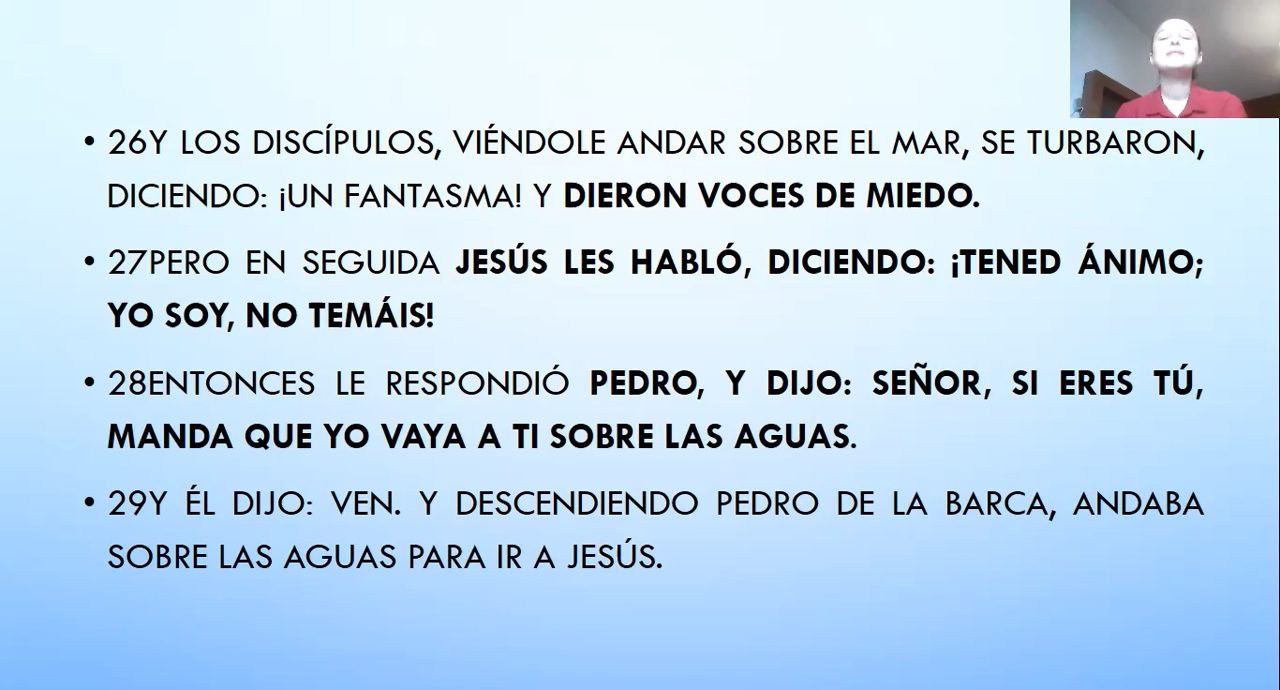 • 26Y LOS DISCÍPULOS, VIÉNDOLE ANDAR SOBRE EL MAR, SE TURBARON,
DICIENDO: ¡UN FANTASMA! Y DIERON VOCES DE MIEDO.
• 27PERO EN SEGUIDA JESÚS LES HABLÓ, DICIENDO: ¡TENED ÁNIMO;
YO SOY, NO TEMÁIS!
• 28ENTONCES LE RESPONDIÓ PEDRO, Y DIJO: SEÑOR, SI ERES TÚ,
MANDA QUE YO VAYA A TI SOBRE LAS AGUAS.
• 29Y ÉL DIJO: VEN. Y DESCENDIENDO PEDRO DE LA BARCA, ANDABA
SOBRE LAS AGUAS PARA IR A JESÚS.